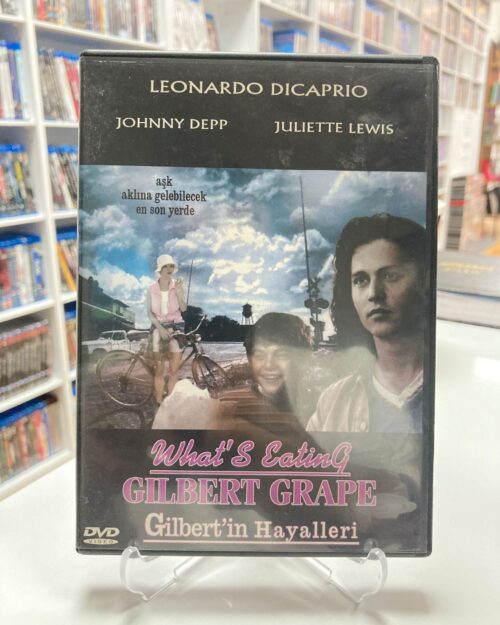 LEONARDO DICAPRIO
JOHNNY DEPP JULIETTE LEWIS
aşk
aklına gelebilecek
en son yerde
What'S EatinG
GILBERT GRAPE
Gilbert'in Hayalleri
DVD
VIDEO